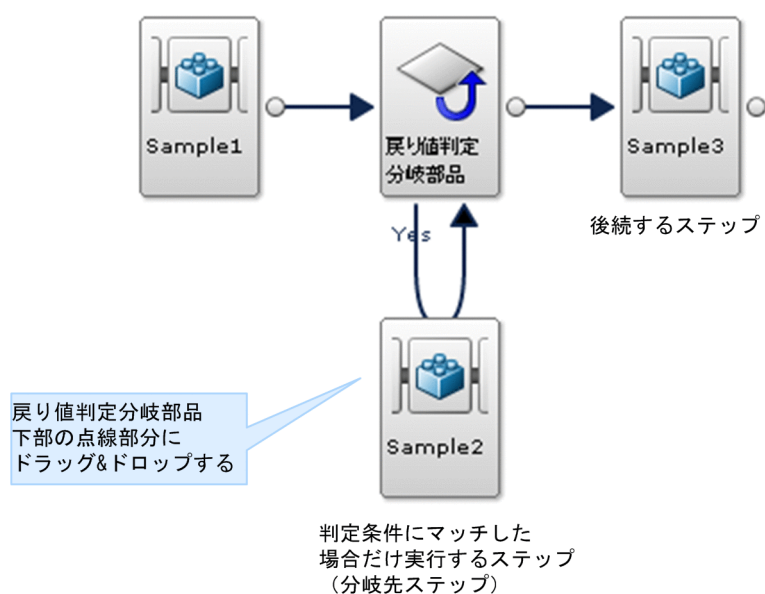 Sample1
戻り値判定
分岐部品
Sample3
後続するステップ
Yes
Sample2
戻り値判定分岐部品
下部の点線部分に
ドラッグ&ドロップする
判定条件にマッチした
場合だけ実行するステップ
（分岐先ステップ）